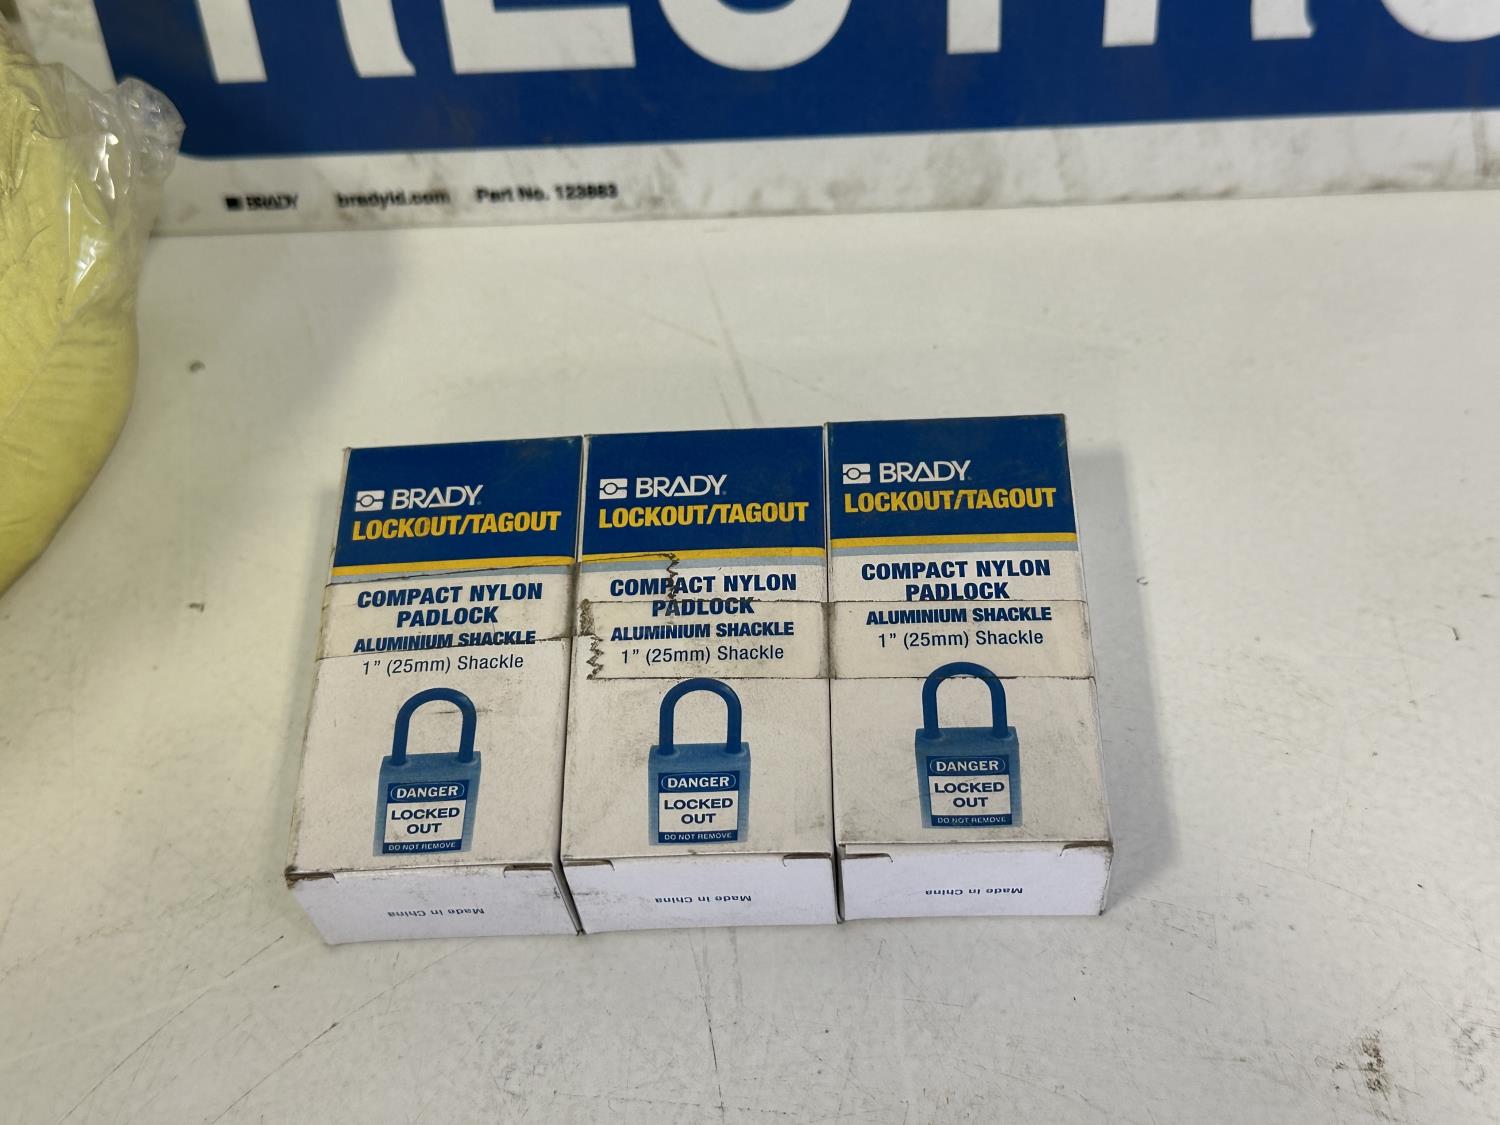 BRADY bradyid.com Part No. 123883
BRADY
LOCKOUT/TAGOUT
COMPACT NYLON
PADLOCK
ALUMINIUM SHACKLE
1” (25mm) Shackle
DANGER
LOCKED
OUT
DO NOT REMOVE
Made in China
BRADY
LOCKOUT/TAGOUT
COMPACT NYLON
PADLOCK
ALUMINIUM SHACKLE
1” (25mm) Shackle
DANGER
LOCKED
OUT
DO NOT REMOVE
Made in China
BRADY
LOCKOUT/TAGOUT
COMPACT NYLON
PADLOCK
ALUMINIUM SHACKLE
1” (25mm) Shackle
DANGER
LOCKED
OUT
DO NOT REMOVE
Made in China